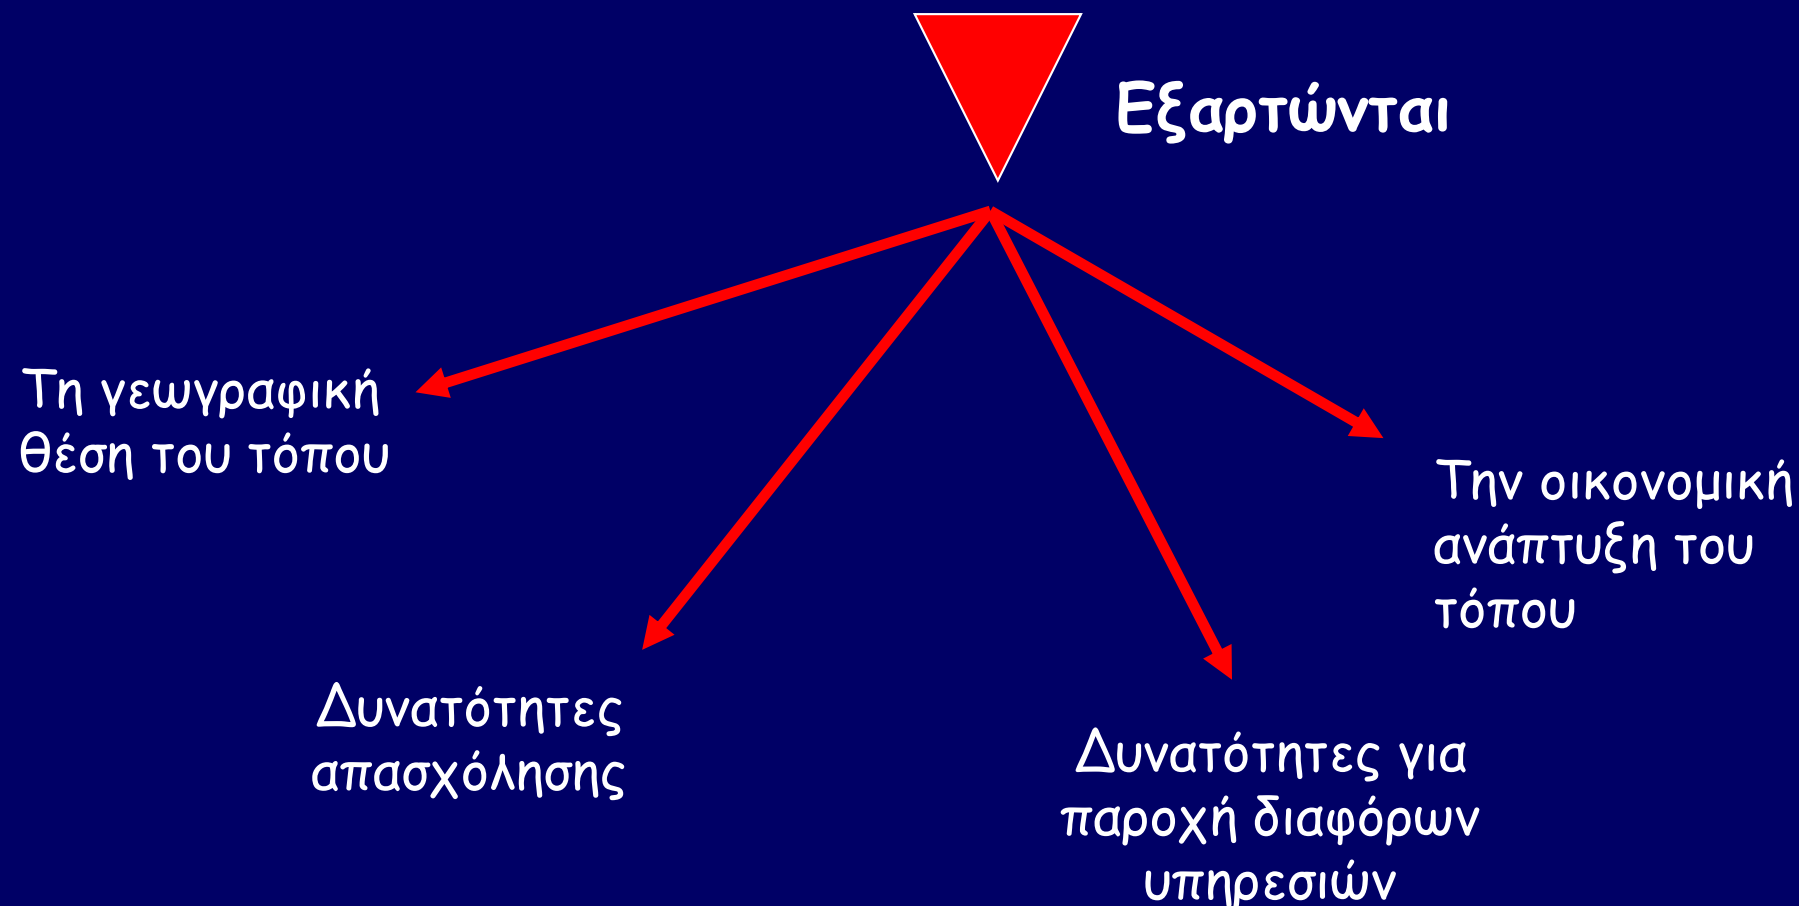 Εξαρτώνται
Τη γεωγραφική
θέση του τόπου
Την οικονομική
ανάπτυξη του
τόπου
Δυνατότητες
απασχόλησης
Δυνατότητες για
παροχή διαφόρων
υπηρεσιών